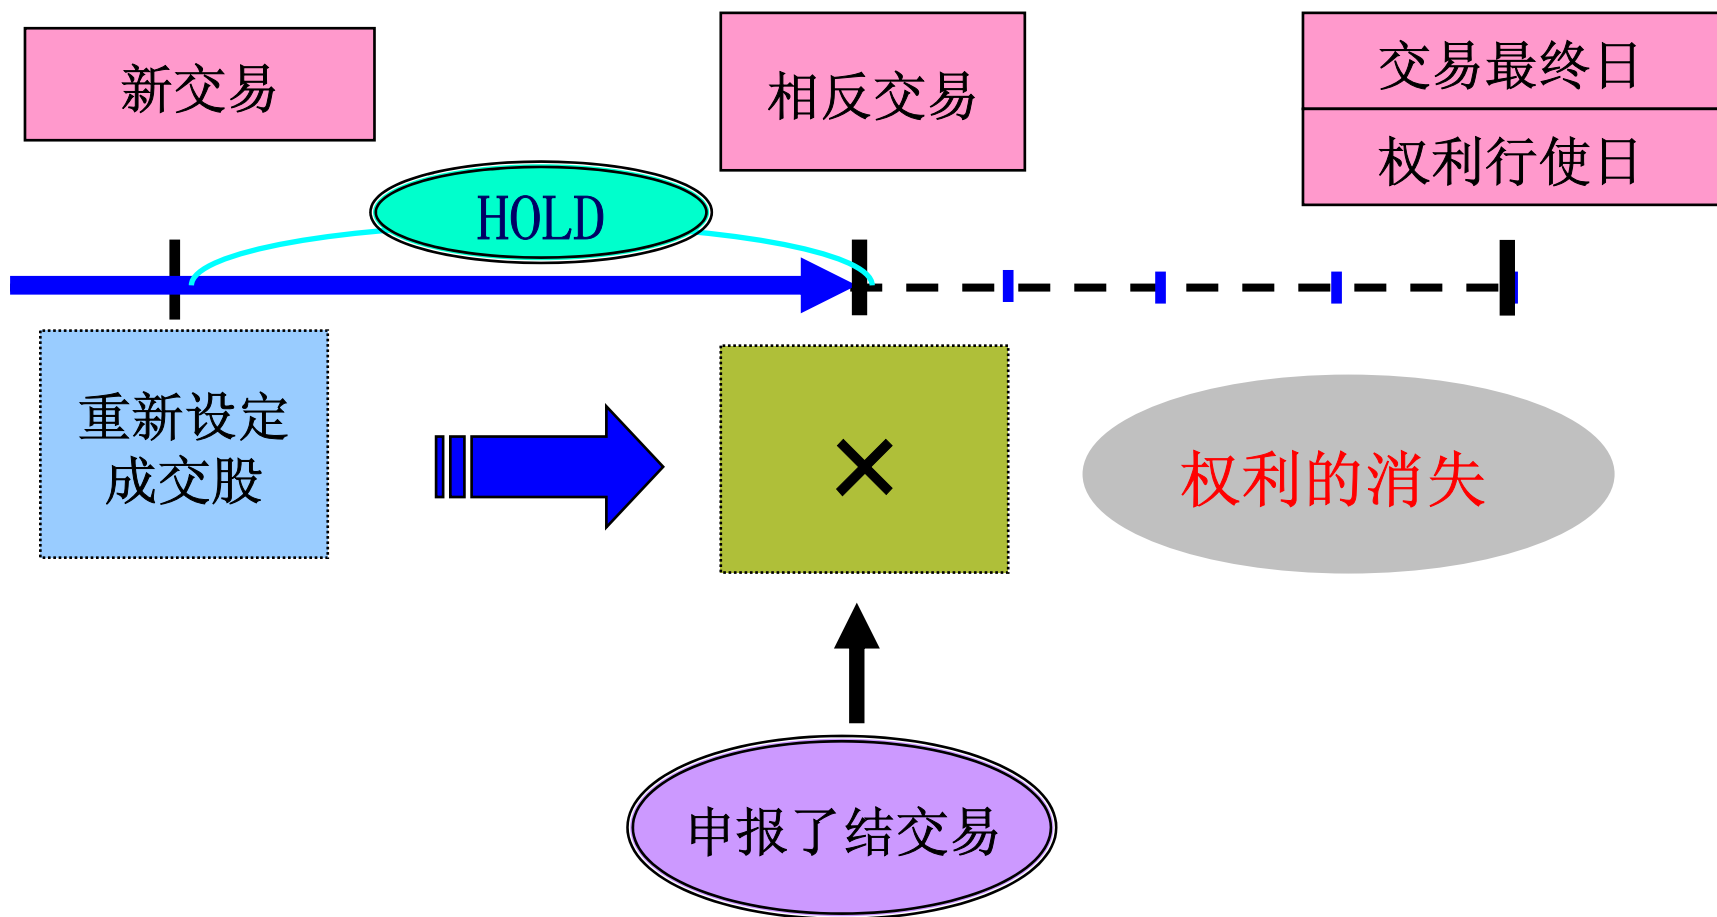 新交易
相反交易
交易最终日
权利行使日
HOLD
重新设定
成交股
×
权利的消失
申报了结交易